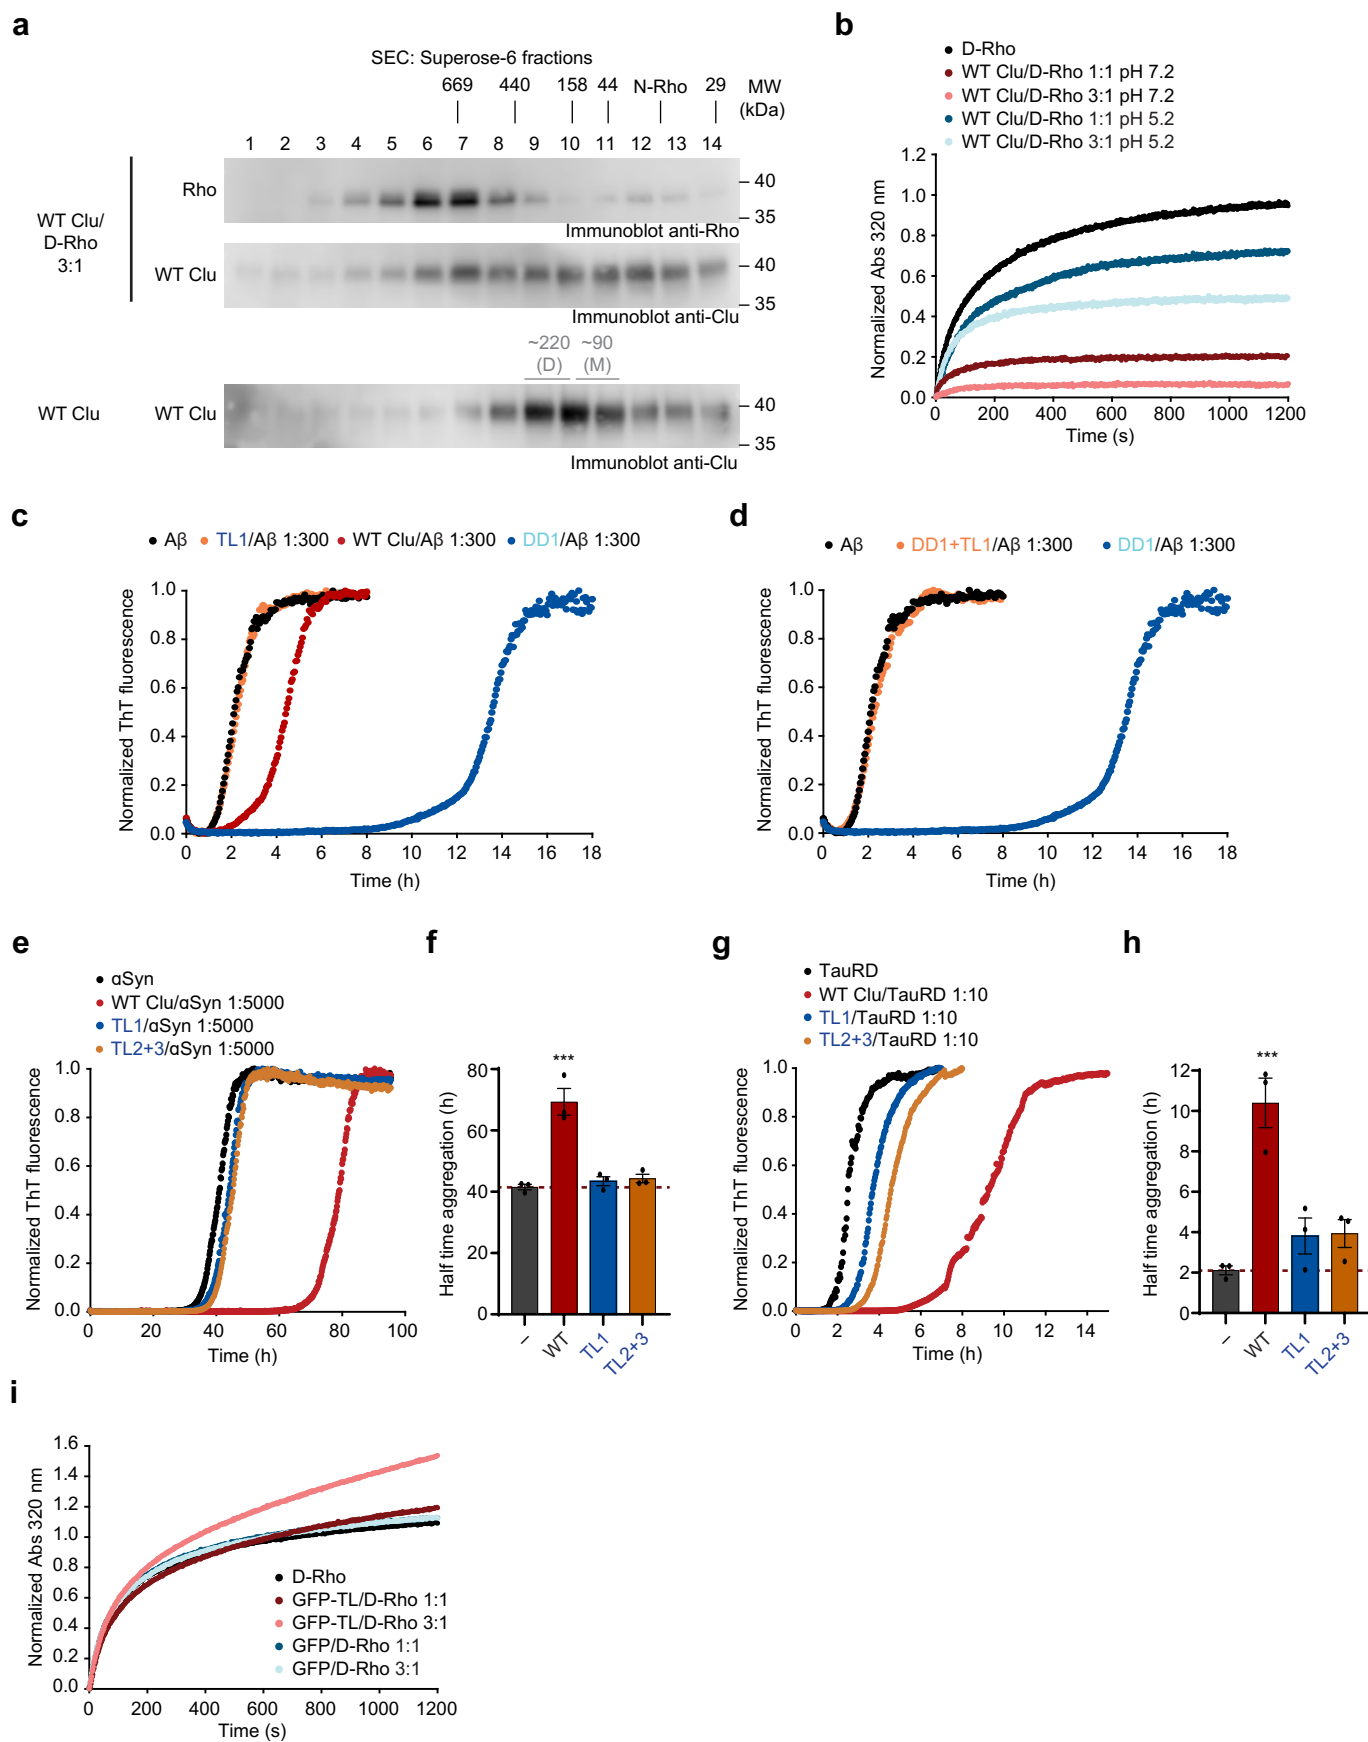 a
SEC: Superose-6 fractions
669 440 158 44 N-Rho 29 MW
(kDa)
1 2 3 4 5 6 7 8 9 10 11 12 13 14
WT Clu/
D-Rho
3:1
Rho
40
35
Immunoblot anti-Rho
WT Clu
40
35
Immunoblot anti-Clu
~220 ~90
(D) (M)
WT Clu WT Clu
40
35
Immunoblot anti-Clu
b
D-Rho
WT Clu/D-Rho 1:1 pH 7.2
WT Clu/D-Rho 3:1 pH 7.2
WT Clu/D-Rho 1:1 pH 5.2
WT Clu/D-Rho 3:1 pH 5.2
Normalized Abs 320 nm
1.2
1.0
0.8
0.6
0.4
0.2
0.0
0 200 400 600 800 1000 1200
Time (s)
c
Aβ TL1/Aβ 1:300 WT Clu/Aβ 1:300 DD1/Aβ 1:300
Normalized ThT fluorescence
1.0
0.8
0.6
0.4
0.2
0.0
0 2 4 6 8 10 12 14 16 18
Time (h)
d
Aβ DD1+TL1/Aβ 1:300 DD1/Aβ 1:300
Normalized ThT fluorescence
1.0
0.8
0.6
0.4
0.2
0.0
0 2 4 6 8 10 12 14 16 18
Time (h)
e
αSyn
WT Clu/αSyn 1:5000
TL1/αSyn 1:5000
TL2+3/αSyn 1:5000
Normalized ThT fluorescence
1.0
0.8
0.6
0.4
0.2
0.0
0 20 40 60 80 100
Time (h)
f
Half time aggregation (h)
80
60
40
20
0
***
– WT TL1 TL2+3
g
TauRD
WT Clu/TauRD 1:10
TL1/TauRD 1:10
TL2+3/TauRD 1:10
Normalized ThT fluorescence
1.0
0.8
0.6
0.4
0.2
0.0
0 2 4 6 8 10 12 14
Time (h)
h
Half time aggregation (h)
12
10
8
6
4
2
0
***
– WT TL1 TL2+3
i
Normalized Abs 320 nm
1.6
1.4
1.2
1.0
0.8
0.6
0.4
0.2
0.0
D-Rho
GFP-TL/D-Rho 1:1
GFP-TL/D-Rho 3:1
GFP/D-Rho 1:1
GFP/D-Rho 3:1
0 200 400 600 800 1000 1200
Time (s)